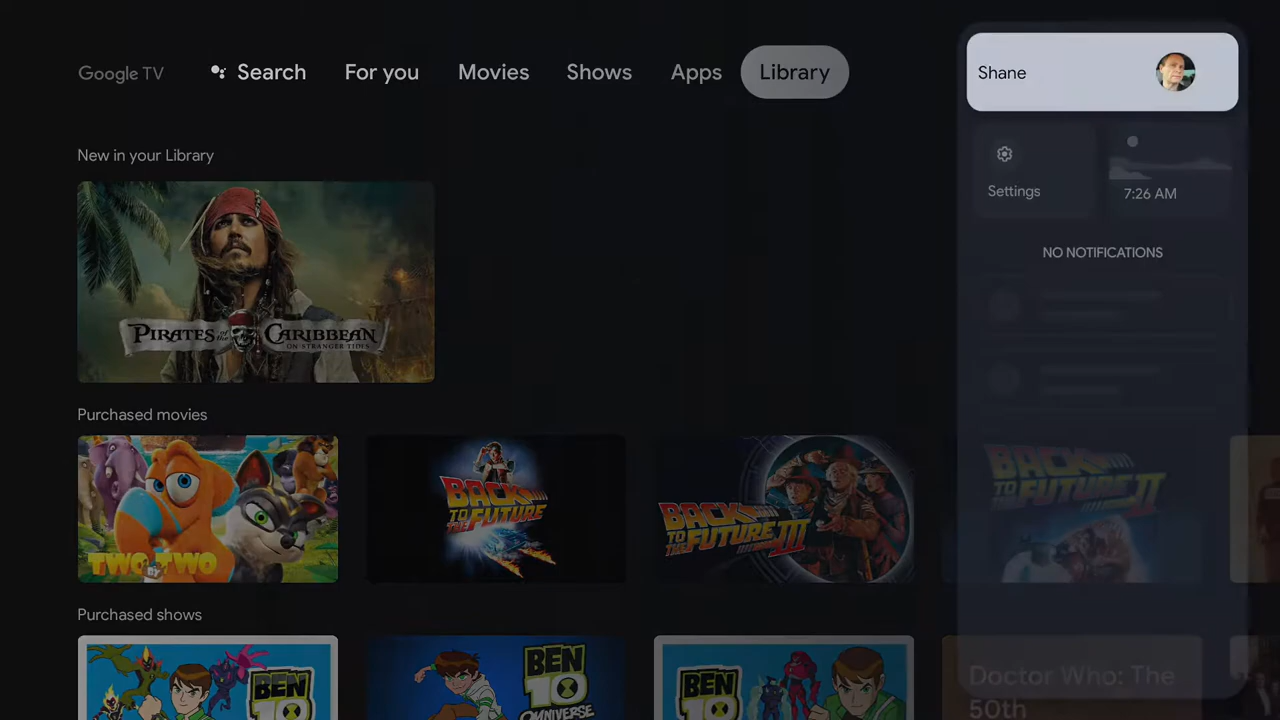 Google TV
Search
For you
Movies
Shows
Apps
Library
Shane
Settings
7:26 AM
NO NOTIFICATIONS
New in your Library
PIRATES of the CARIBBEAN
ON STRANGER TIDES
Purchased movies
TWO BY TWO
BACK
TO THE FUTURE
BACK
TO THE FUTURE III
BACK
TO THE FUTURE II
Purchased shows
BEN
10
BEN
10
OMNIVERSE
BEN
10
Doctor Who: The
50th